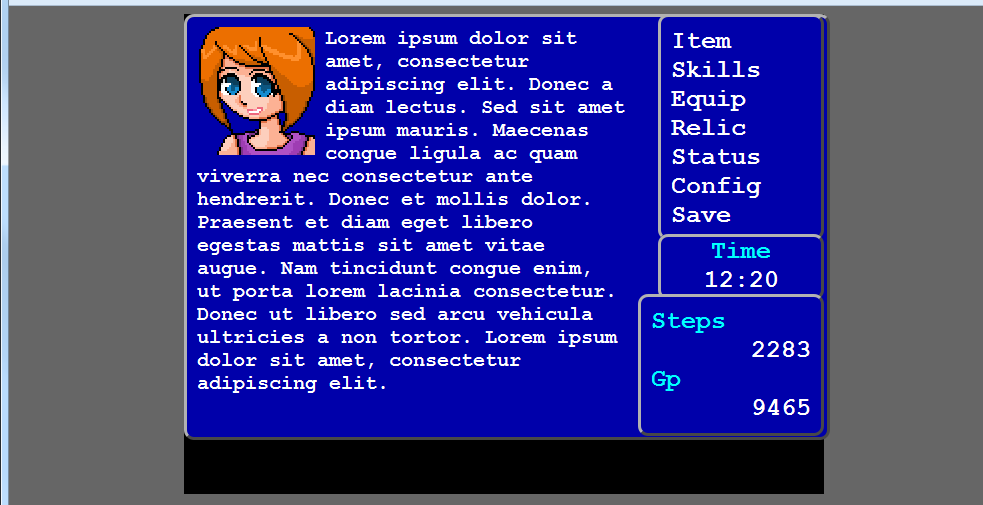 Lorem ipsum dolor sit
amet, consectetur
adipiscing elit. Donec a
diam lectus. Sed sit amet
ipsum mauris. Maecenas
congue ligula ac quam
viverra nec consectetur ante
hendrerit. Donec et mollis dolor.
Praesent et diam eget libero
egestas mattis sit amet vitae
augue. Nam tincidunt congue enim,
ut porta lorem lacinia consectetur.
Donec ut libero sed arcu vehicula
ultricies a non tortor. Lorem ipsum
dolor sit amet, consectetur
adipiscing elit.
Item
Skills
Equip
Relic
Status
Config
Save
Time
12:20
Steps
2283
Gp
9465